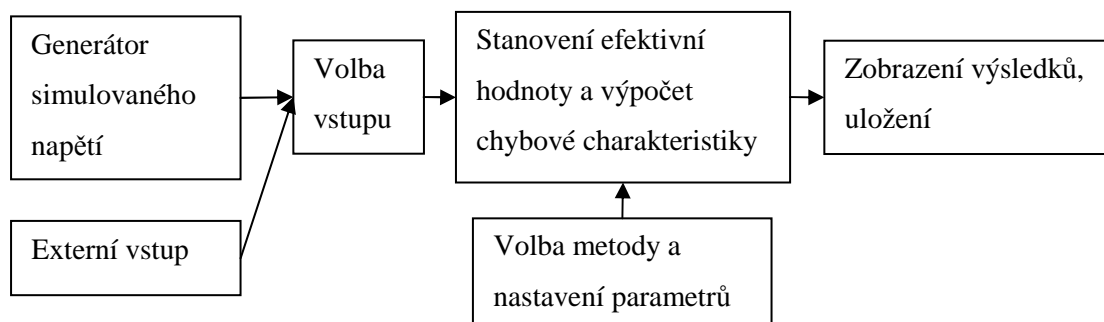 Generátor
simulovaného
napětí
Externí vstup
Volba
vstupu
Stanovení efektivní
hodnoty a výpočet
chybové charakteristiky
Volba metody a
nastavení parametrů
Zobrazení výsledků,
uložení